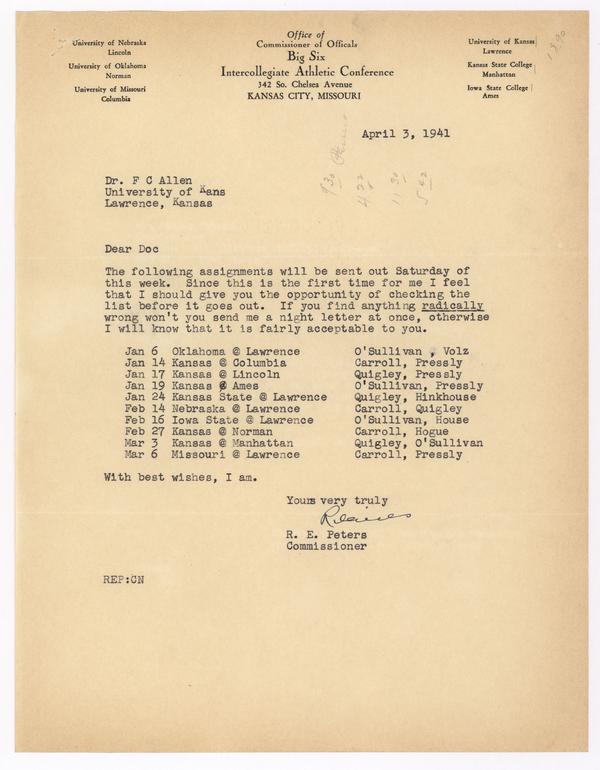 Office of
Commissioner of Officals
Big Six
Intercollegiate Athletic Conference
342 So. Chelsea Avenue
KANSAS CITY, MISSOURI
University of Nebraska
Lincoln
University of Oklahoma
Norman
University of Missouri
Columbia
University of Kansas
Lawrence
Kansas State College
Manhattan
Iowa State College
Ames
April 3, 1941
Dr. F C Allen
University of Kans
Lawrence, Kansas
Dear Doc
The following assignments will be sent out Saturday of
this week. Since this is the first time for me I feel
that I should give you the opportunity of checking the
list before it goes out. If you find anything radically
wrong won't you send me a night letter at once, otherwise
I will know that it is fairly acceptable to you.
Jan 6 Oklahoma @ Lawrence O'Sullivan , Volz
Jan 14 Kansas @ Columbia Carroll, Pressly
Jan 17 Kansas @ Lincoln Quigley, Pressly
Jan 19 Kansas @ Ames O'Sullivan, Pressly
Jan 24 Kansas State @ Lawrence Quigley, Hinkhouse
Feb 14 Nebraska @ Lawrence Carroll, Quigley
Feb 16 Iowa State @ Lawrence O'Sullivan, House
Feb 27 Kansas @ Norman Carroll, Hogue
Mar 3 Kansas @ Manhattan Quigley, O'Sullivan
Mar 6 Missouri @ Lawrence Carroll, Pressly
With best wishes, I am.
Yours very truly
R. E. Peters
Commissioner
REP:CN